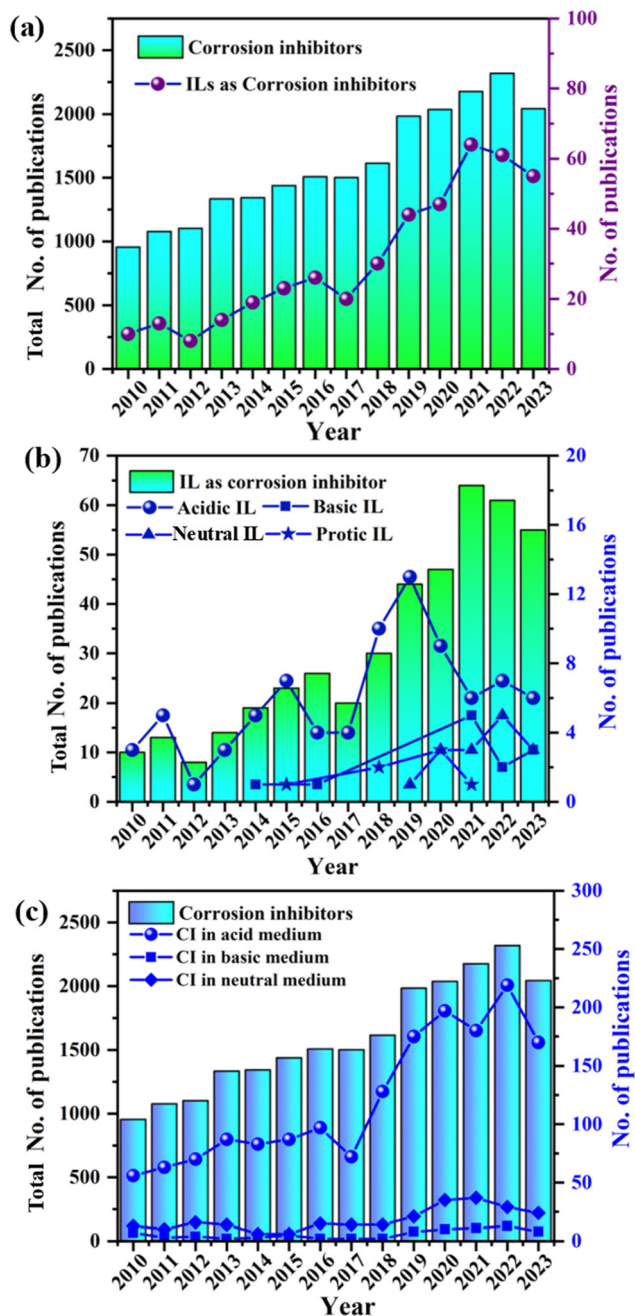 (a)
Corrosion inhibitors
ILs as Corrosion inhibitors
Total No. of publications
0
500
1000
1500
2000
2500
No. of publications
0
20
40
60
80
100
2010 2011 2012 2013 2014 2015 2016 2017 2018 2019 2020 2021 2022 2023
Year
(b)
IL as corrosion inhibitor
Acidic IL Basic IL
Neutral IL Protic IL
Total No. of publications
70
60
50
40
30
20
10
0
No. of publications
20
16
12
8
4
0
2010 2011 2012 2013 2014 2015 2016 2017 2018 2019 2020 2021 2022 2023
Year
(c)
Corrosion inhibitors
CI in acid medium
CI in basic medium
CI in neutral medium
Total No. of publications
2500
2000
1500
1000
500
0
No. of publications
300
250
200
150
100
50
0
2010 2011 2012 2013 2014 2015 2016 2017 2018 2019 2020 2021 2022 2023
Year